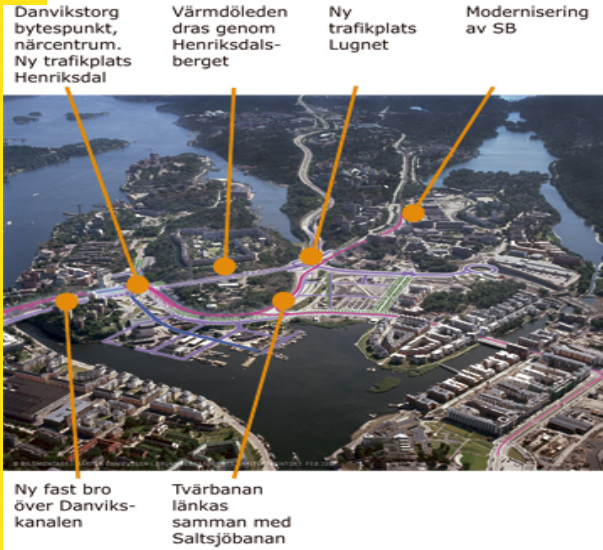 Danvikstorg
bytespunkt,
närcentrum.
Ny trafikplats
Henriksdal
Värmdöleden
dras genom
Henriksdals-
berget
Ny
trafikplats
Lugnet
Modernisering
av SB
Ny fast bro
över Danviks-
kanalen
Tvärbanan
länkas
samman med
Saltsjöbanan